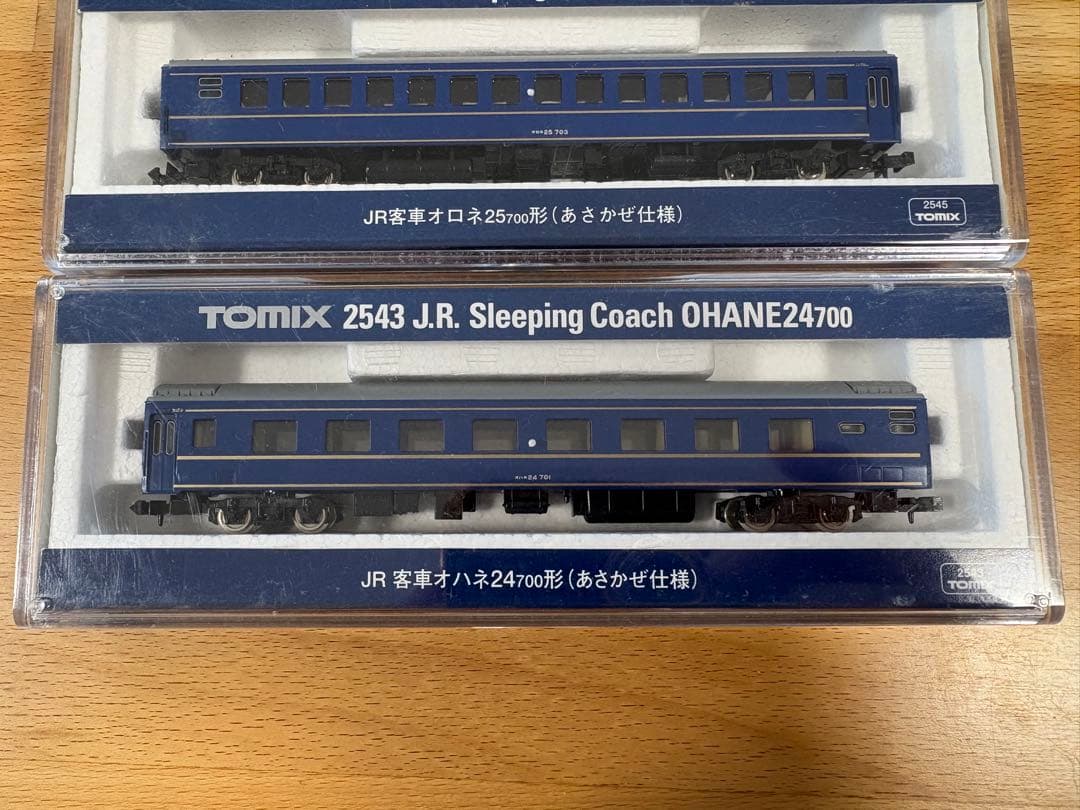 オロネ25 703
JR客車オロネ25700形(あさかぜ仕様)
2545
TOMIX
TOMIX 2543 J.R. Sleeping Coach OHANE24700
オハネ24 701
JR 客車オハネ24700形(あさかぜ仕様)
2543
TOMIX